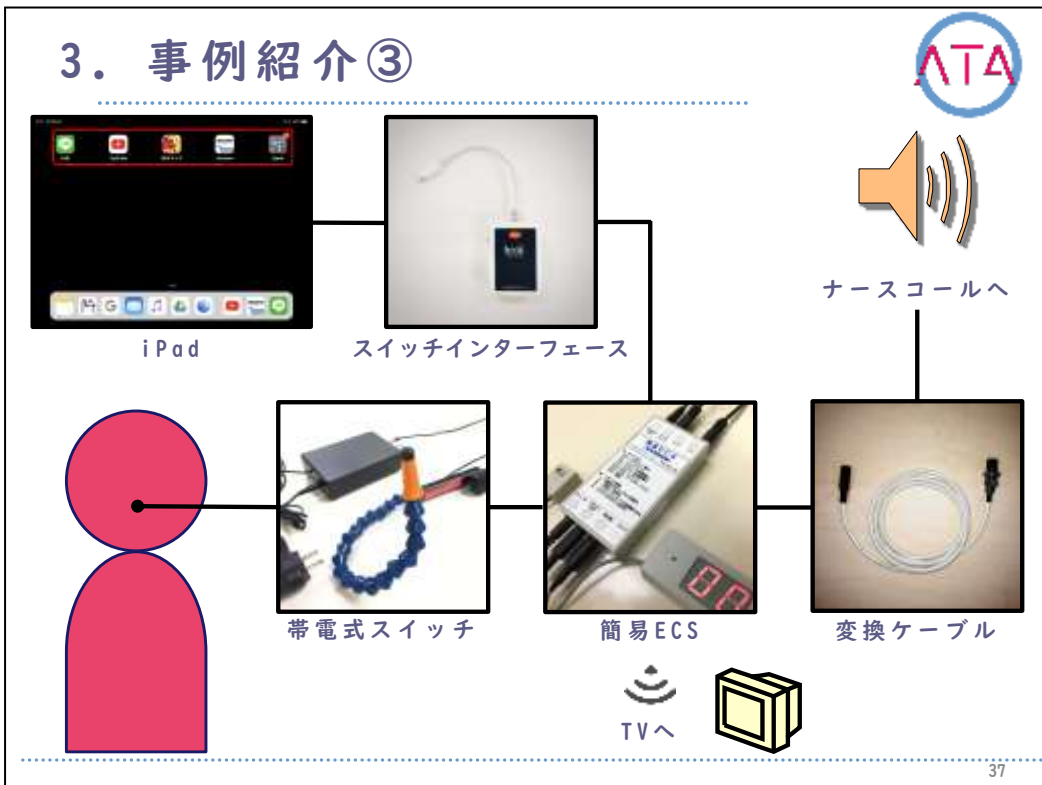 3. 事例紹介③
ATA
iPad
スイッチインターフェース
ナースコールへ
帯電式スイッチ
簡易ECS
変換ケーブル
TVへ
37